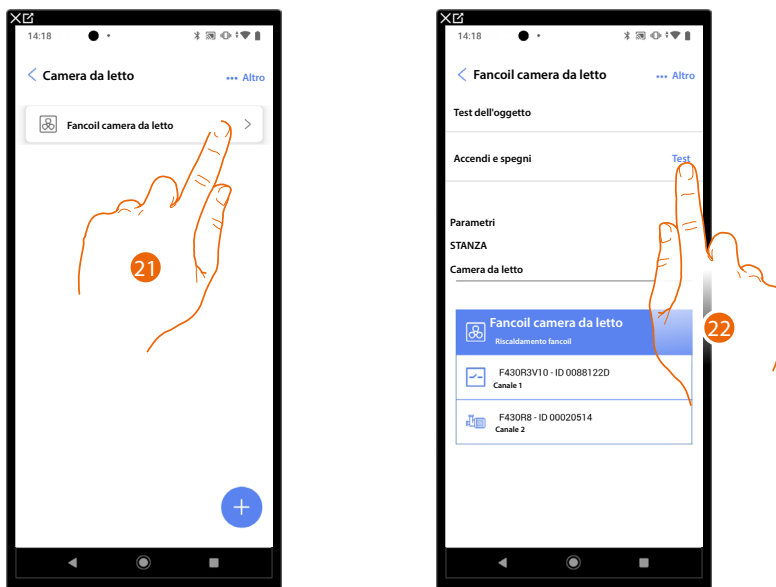 14:18
Camera da letto
••• Altro
Fancoil camera da letto
21
14:18
Fancoil camera da letto
••• Altro
Test dell'oggetto
Accendi e spegni
Test
Parametri
STANZA
Camera da letto
Fancoil camera da letto
Riscaldamento fancoil
F430R3V10 - ID 0088122D
Canale 1
F430R8 - ID 00020514
Canale 2
22